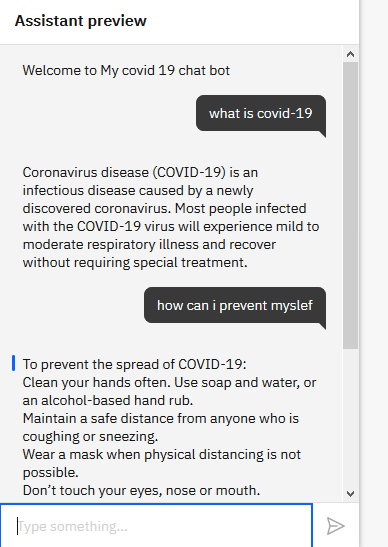 Assistant preview
Welcome to My covid 19 chat bot
what is covid-19
Coronavirus disease (COVID-19) is an
infectious disease caused by a newly
discovered coronavirus. Most people infected
with the COVID-19 virus will experience mild to
moderate respiratory illness and recover
without requiring special treatment.
how can i prevent myslef
To prevent the spread of COVID-19:
Clean your hands often. Use soap and water, or
an alcohol-based hand rub.
Maintain a safe distance from anyone who is
coughing or sneezing.
Wear a mask when physical distancing is not
possible.
Don’t touch your eyes, nose or mouth.
Type something...